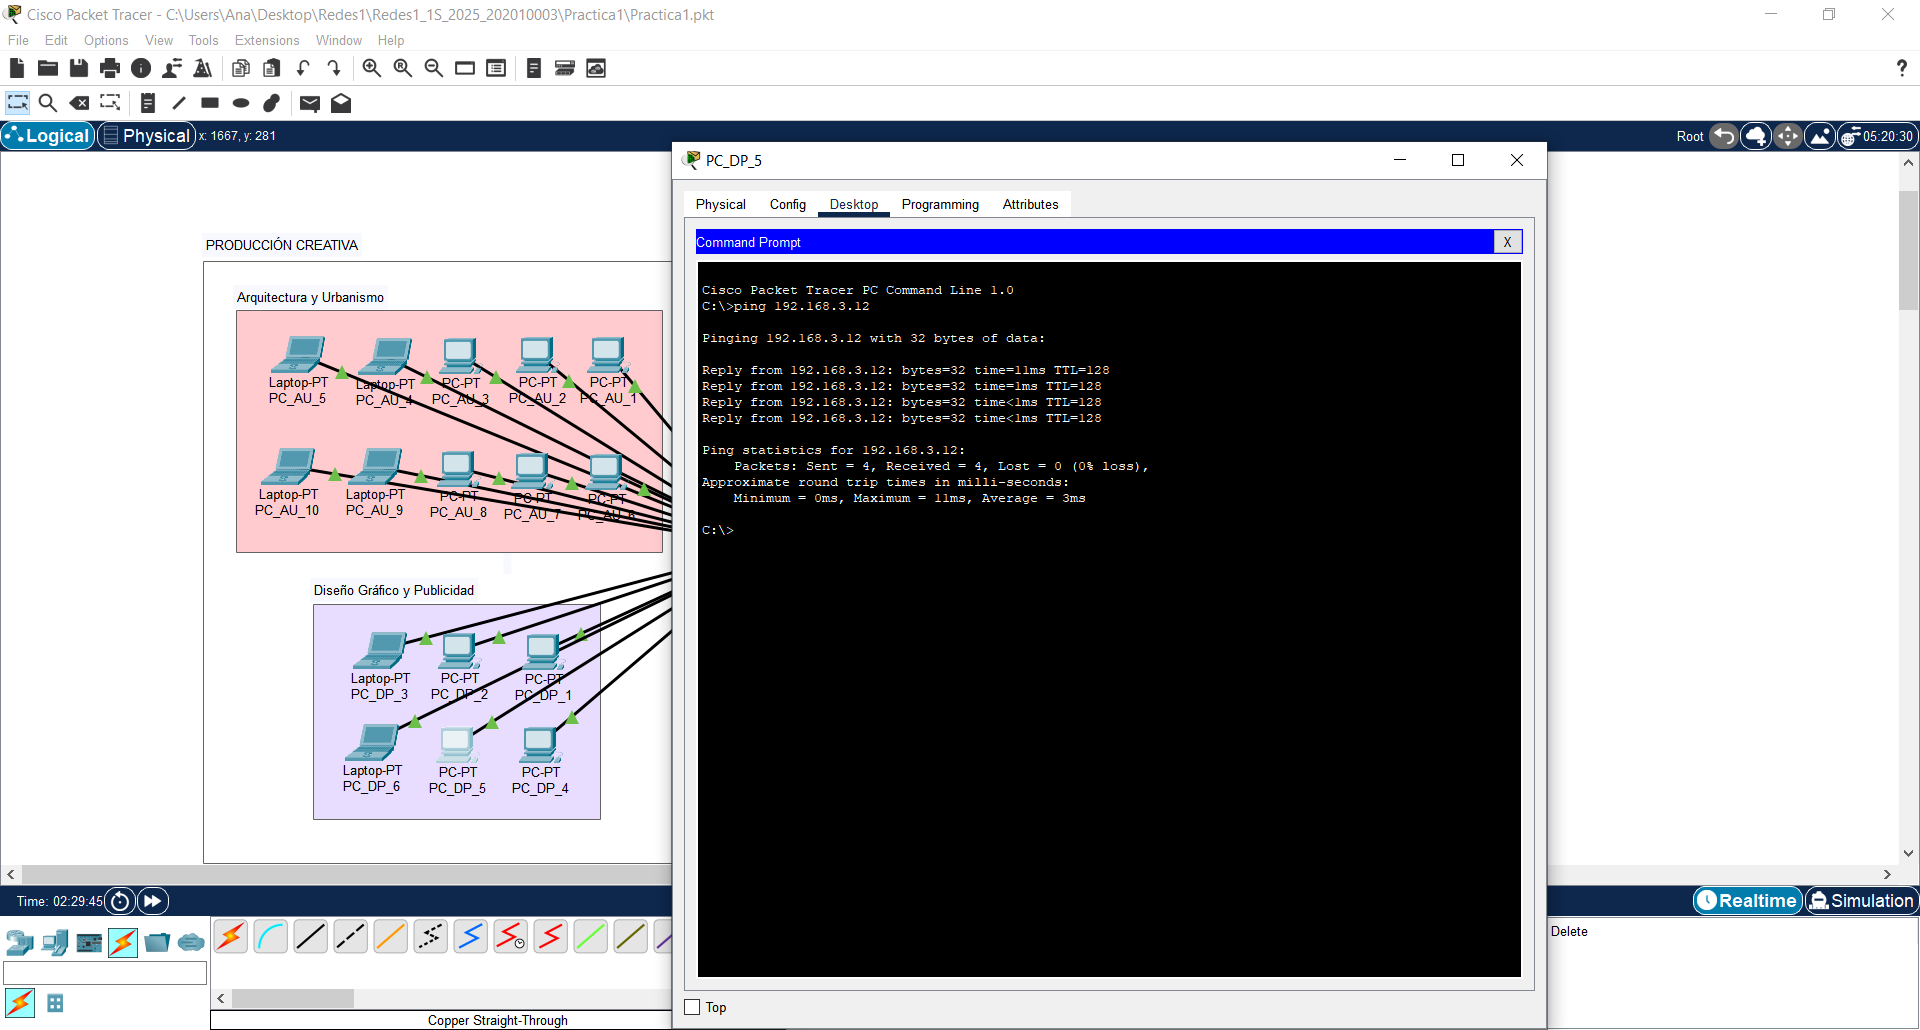 Cisco Packet Tracer - C:\Users\Ana\Desktop\Redes1\Redes1_1S_2025_202010003\Practica1\Practica1.pkt
File Edit Options View Tools Extensions Window Help
Logical Physical x: 1667, y: 281 Root 05:20:30
PRODUCCIÓN CREATIVA
Arquitectura y Urbanismo
Laptop-PT Laptop-PT PC-PT PC-PT PC-PT
PC_AU_5 PC_AU_4 PC_AU_3 PC_AU_2 PC_AU_1
Laptop-PT Laptop-PT PC-PT PC-PT PC-PT
PC_AU_10 PC_AU_9 PC_AU_8 PC_AU_7 PC_AU_6
Diseño Gráfico y Publicidad
Laptop-PT PC-PT PC-PT
PC_DP_3 PC_DP_2 PC_DP_1
Laptop-PT PC-PT PC-PT
PC_DP_6 PC_DP_5 PC_DP_4
PC_DP_5
Physical Config Desktop Programming Attributes
Command Prompt X
Cisco Packet Tracer PC Command Line 1.0
C:\>ping 192.168.3.12
Pinging 192.168.3.12 with 32 bytes of data:
Reply from 192.168.3.12: bytes=32 time=11ms TTL=128
Reply from 192.168.3.12: bytes=32 time=1ms TTL=128
Reply from 192.168.3.12: bytes=32 time<1ms TTL=128
Reply from 192.168.3.12: bytes=32 time<1ms TTL=128
Ping statistics for 192.168.3.12:
Packets: Sent = 4, Received = 4, Lost = 0 (0% loss),
Approximate round trip times in milli-seconds:
Minimum = 0ms, Maximum = 11ms, Average = 3ms
C:\>
Top
Time: 02:29:45 Realtime Simulation
Delete
Copper Straight-Through